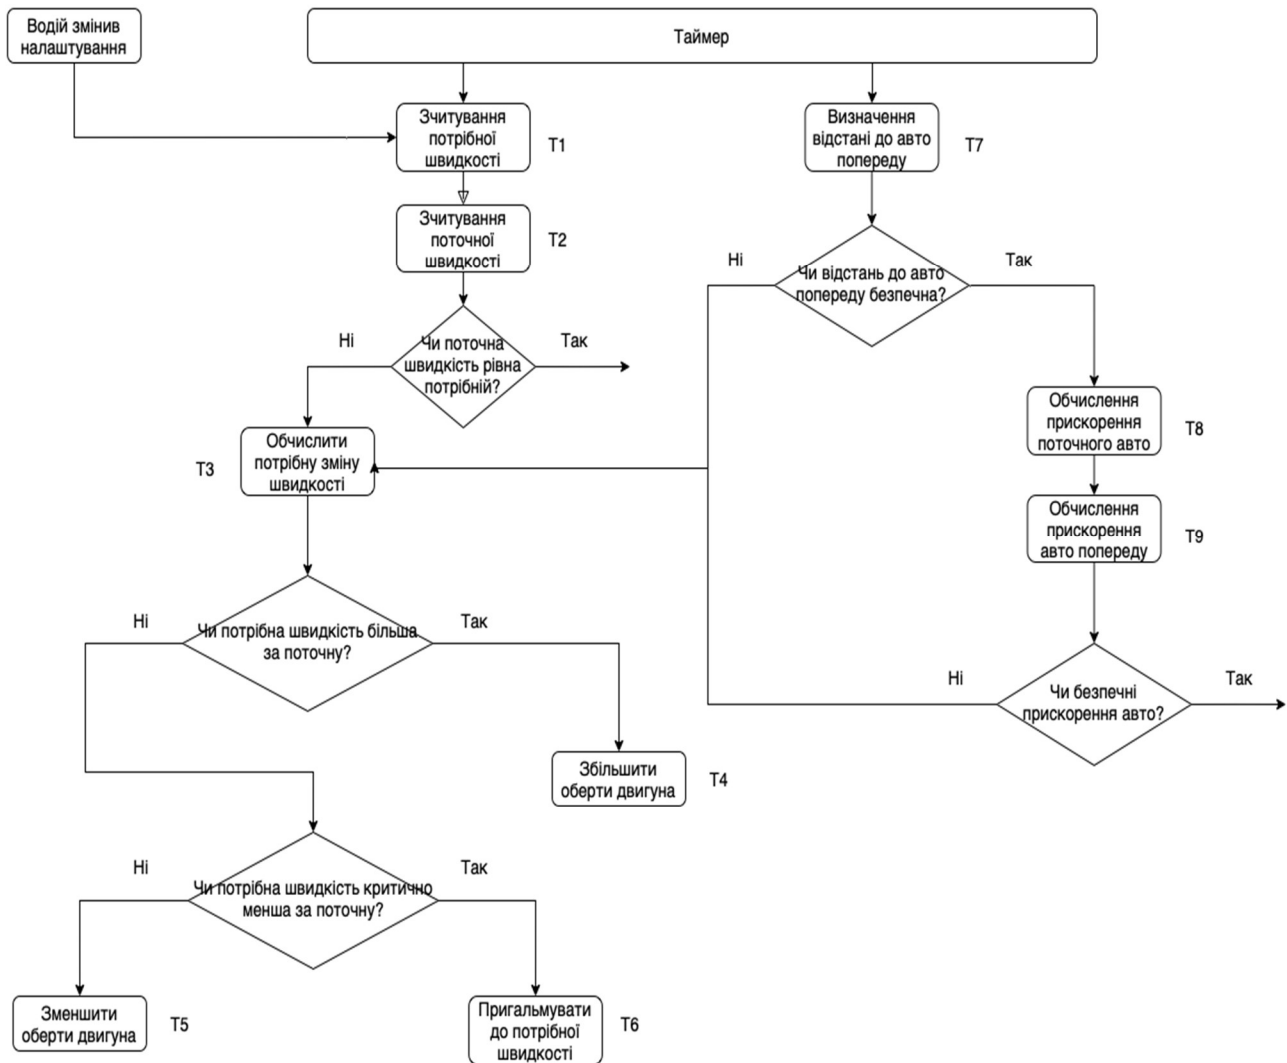 Водій змінив
налаштування
Таймер
Зчитування
потрібної
швидкості
T1
Визначення
відстані до авто
попереду
T7
Зчитування
поточної
швидкості
T2
Ні
Чи відстань до авто
попереду безпечна?
Так
Ні
Чи поточна
швидкість рівна
потрібній?
Так
Обчислення
прискорення
поточного авто
T8
T3
Обчислити
потрібну зміну
швидкості
Обчислення
прискорення
авто попереду
T9
Ні
Чи потрібна швидкість більша
за поточну?
Так
Ні
Чи безпечні
прискорення авто?
Так
Збільшити
оберти двигуна
T4
Ні
Чи потрібна швидкість критично
менша за поточну?
Так
Зменшити
оберти двигуна
T5
Пригальмувати
до потрібної
швидкості
T6